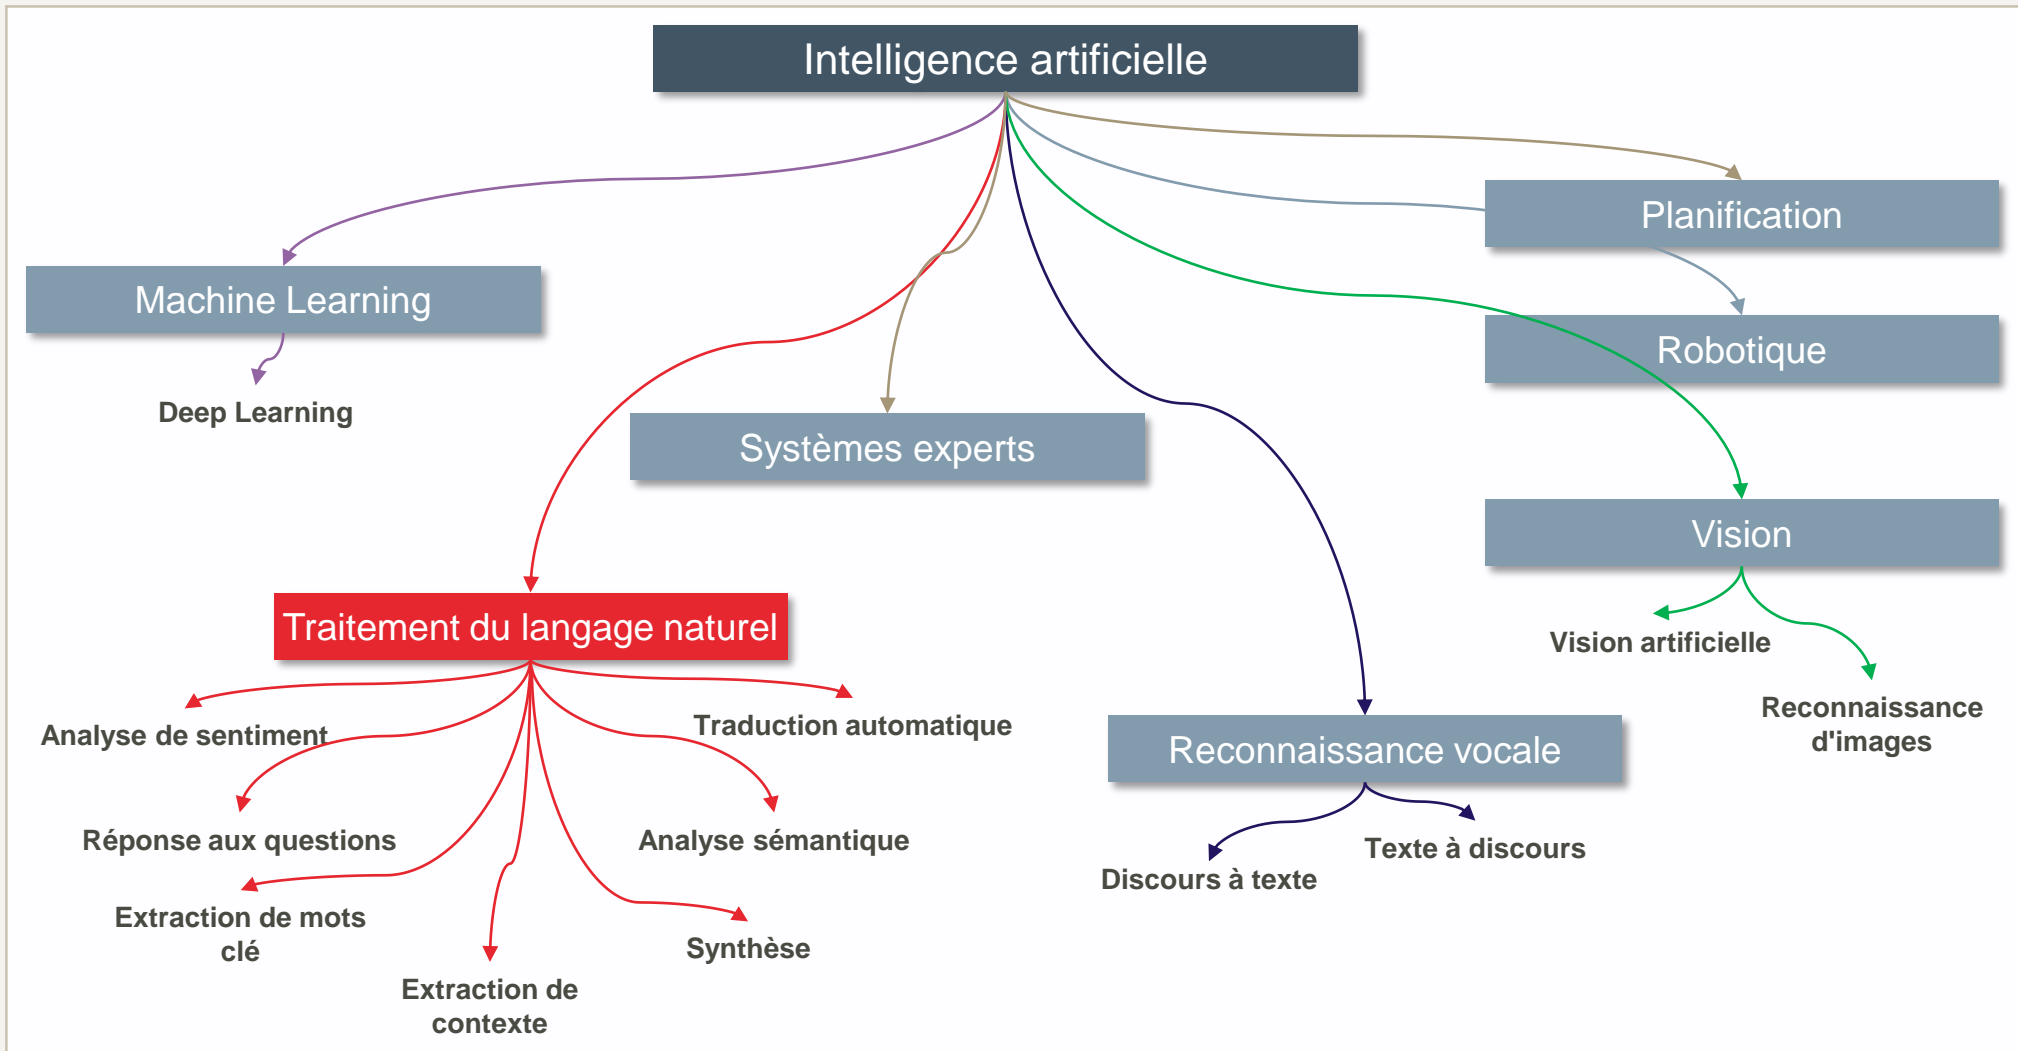 Intelligence artificielle
Planification
Machine Learning
Robotique
Deep Learning
Systèmes experts
Vision
Traitement du langage naturel
Vision artificielle
Analyse de sentiment
Traduction automatique
Reconnaissance
d'images
Reconnaissance vocale
Réponse aux questions
Analyse sémantique
Texte à discours
Discours à texte
Extraction de mots
clé
Synthèse
Extraction de
contexte